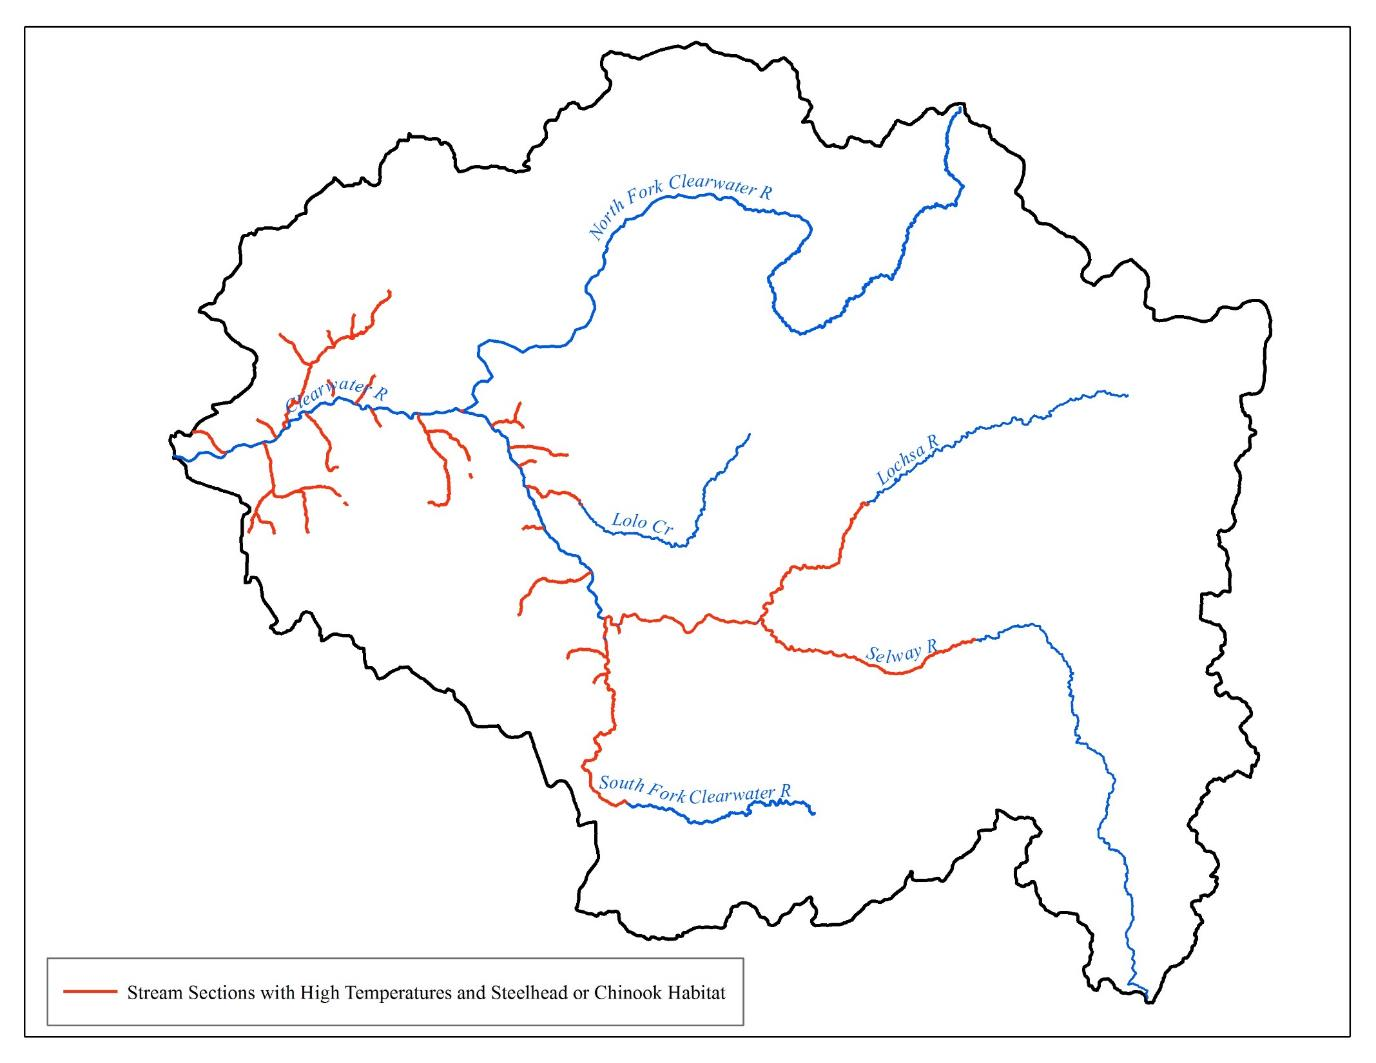 North Fork Clearwater R
Clearwater R
Lochsa R
Lolo Cr
Selway R
South Fork Clearwater R
Stream Sections with High Temperatures and Steelhead or Chinook Habitat